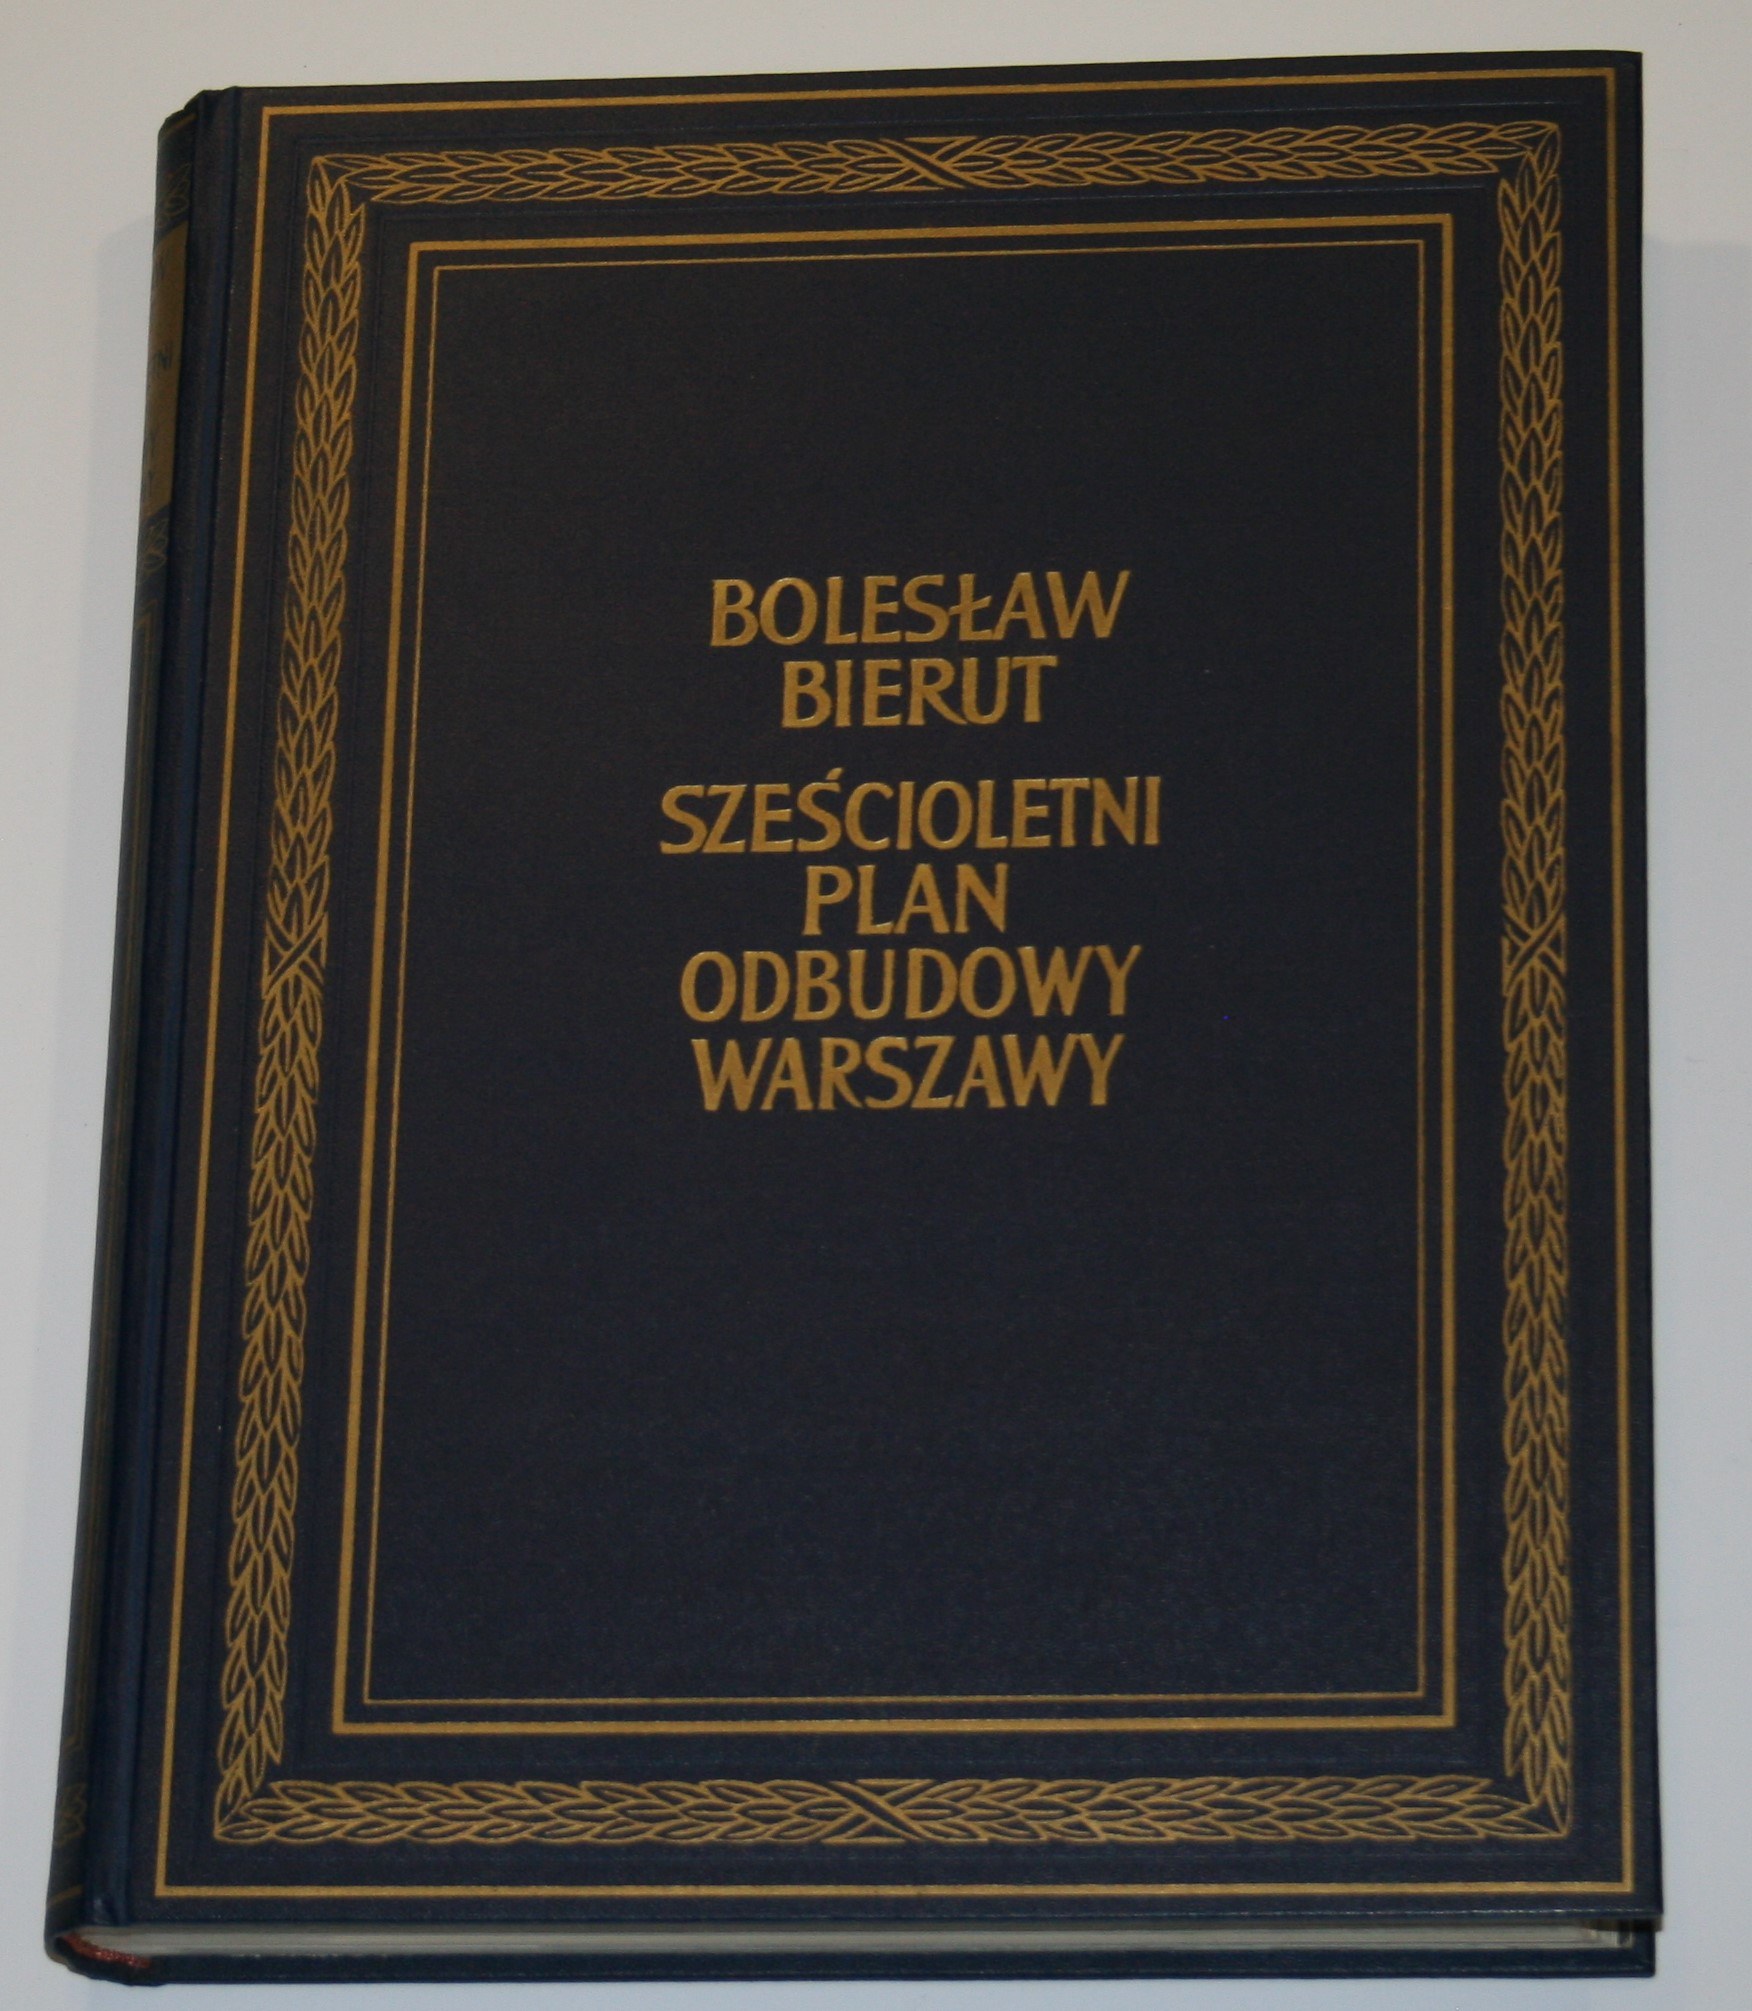 BOLESŁAW
BIERUT
SZEŚCIOLETNI
PLAN
ODBUDOWY
WARSZAWY